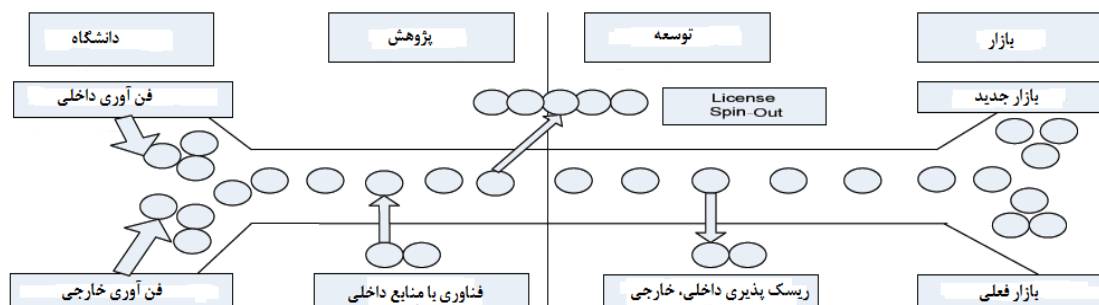 دانشگاه
پژوهش
توسعه
بازار
فن آوری داخلی
License
Spin-Out
بازار جدید
فن آوری خارجی
فناوری با منابع داخلی
ریسک پذیری داخلی، خارجی
بازار فعلی